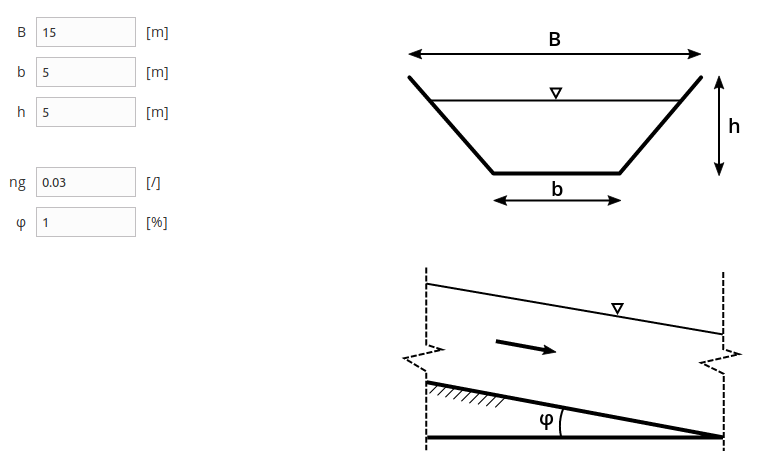 B 15 [m]
b 5 [m]
h 5 [m]
ng 0.03 [/]
φ 1 [%]
B
h
b
φ